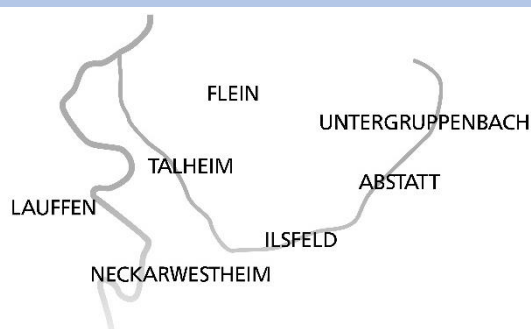 FLEIN
UNTERGRUPPENBACH
TALHEIM
ABSTATT
LAUFFEN
ILSFELD
NECKARWESTHEIM